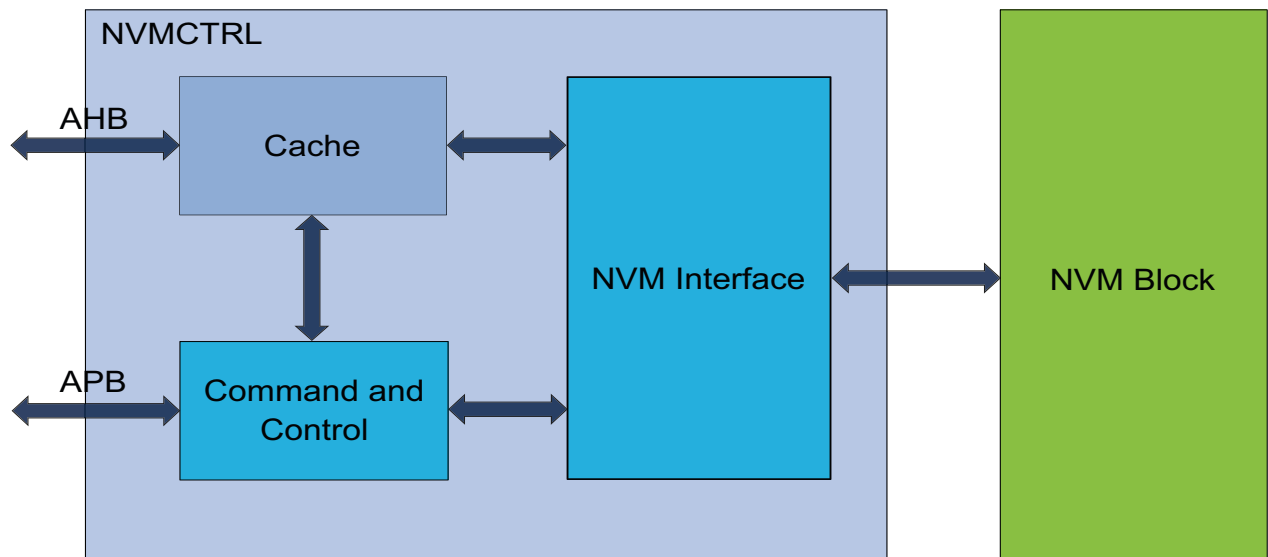 NVMCTRL
AHB
Cache
NVM Interface
NVM Block
APB
Command and
Control